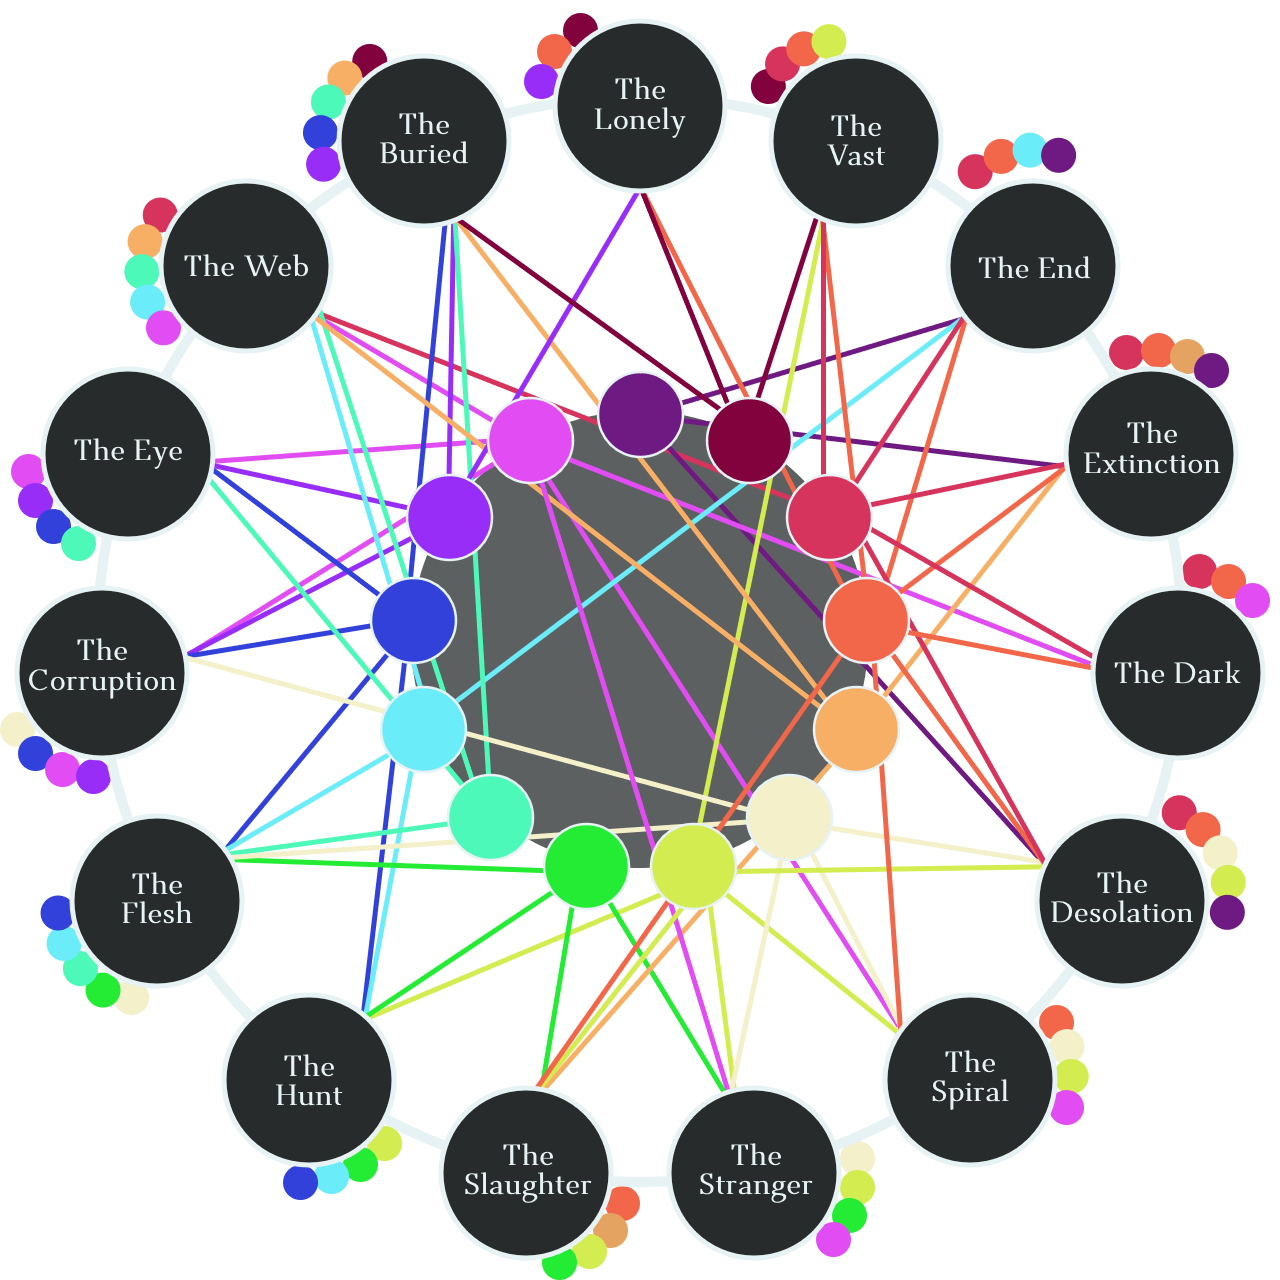 The
Lonely
The
Vast
The End
The
Extinction
The Dark
The
Desolation
The
Spiral
The
Stranger
The
Slaughter
The
Hunt
The
Flesh
The
Corruption
The Eye
The Web
The
Buried